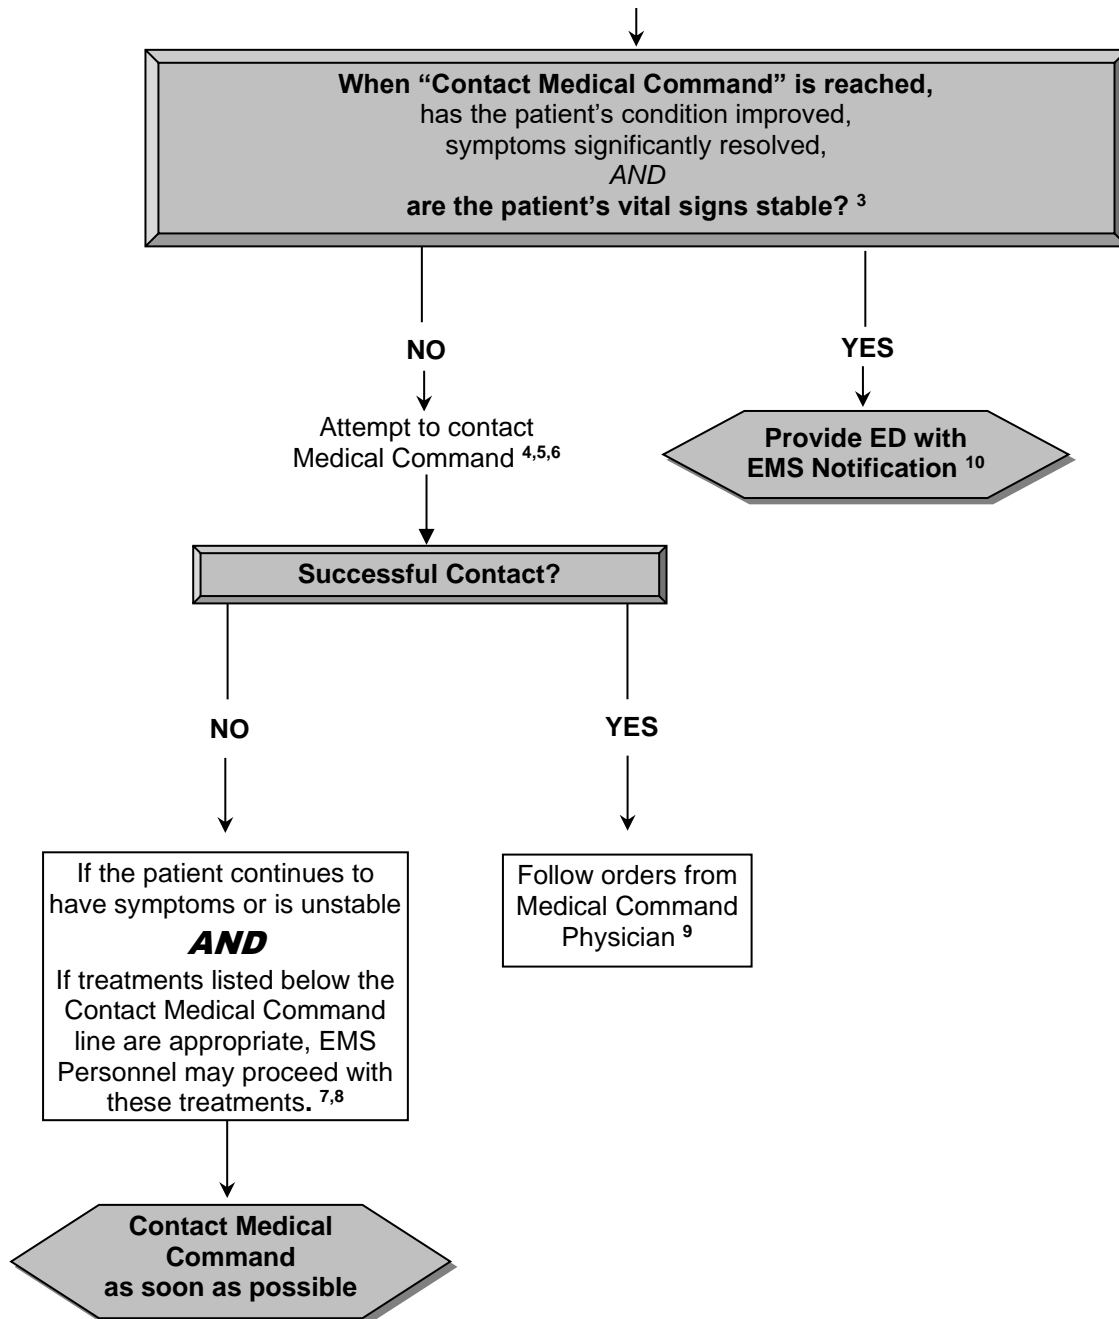 When “Contact Medical Command” is reached,
has the patient’s condition improved,
symptoms significantly resolved,
AND
are the patient’s vital signs stable? 3
NO
YES
Attempt to contact
Medical Command 4,5,6
Provide ED with
EMS Notification 10
Successful Contact?
NO
YES
If the patient continues to
have symptoms or is unstable
AND
If treatments listed below the
Contact Medical Command
line are appropriate, EMS
Personnel may proceed with
these treatments. 7,8
Follow orders from
Medical Command
Physician 9
Contact Medical
Command
as soon as possible